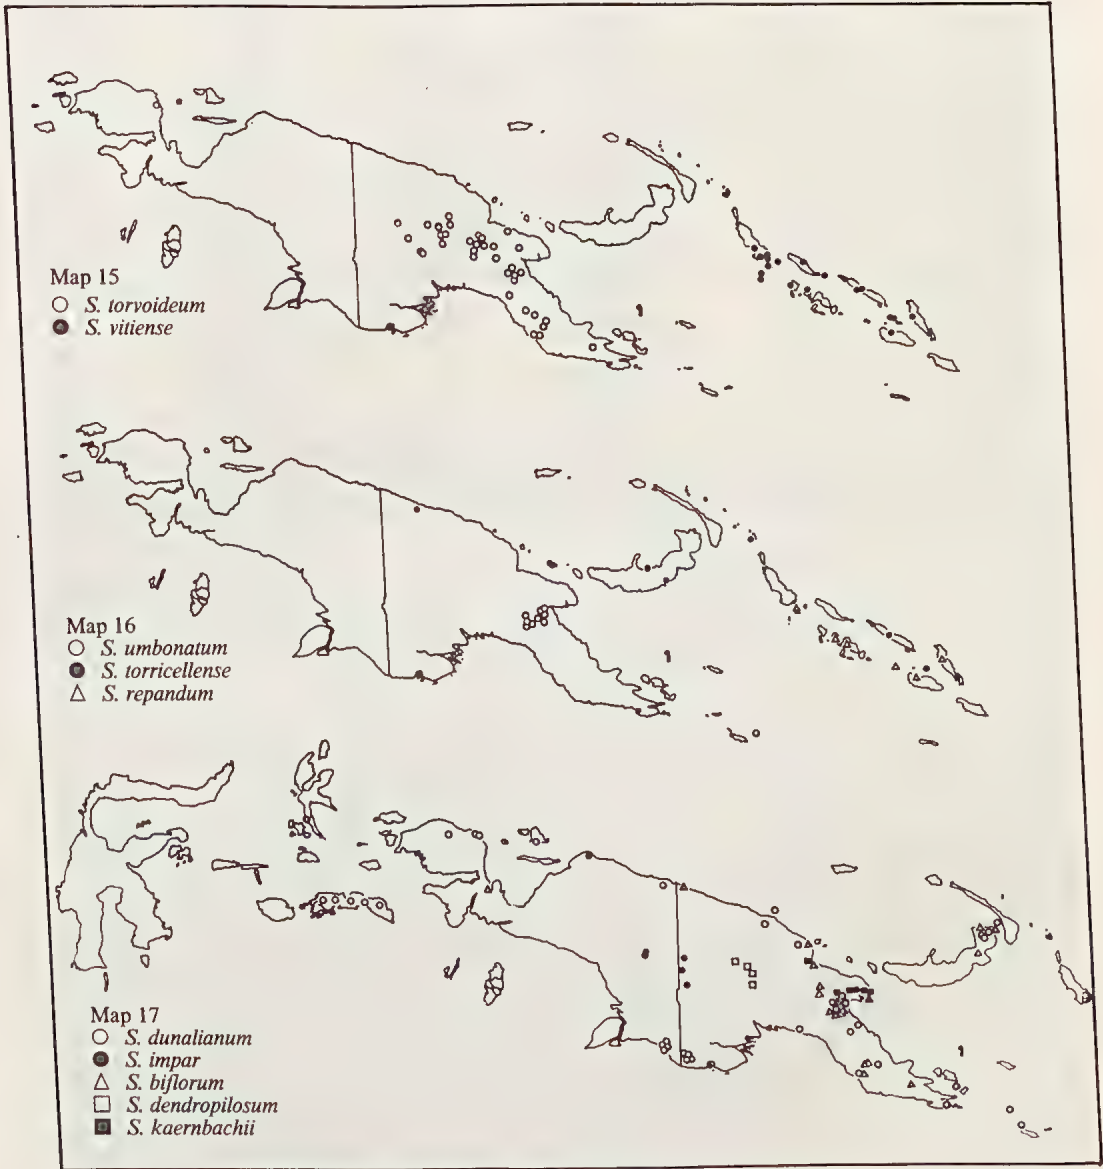 Map 15
S. torvoideum
S. vitiense
Map 16
S. umbonatum
S. torricellense
S. repandum
Map 17
S. dunalianum
S. impar
S. biflorum
S. dendropilosum
S. kaernbachii